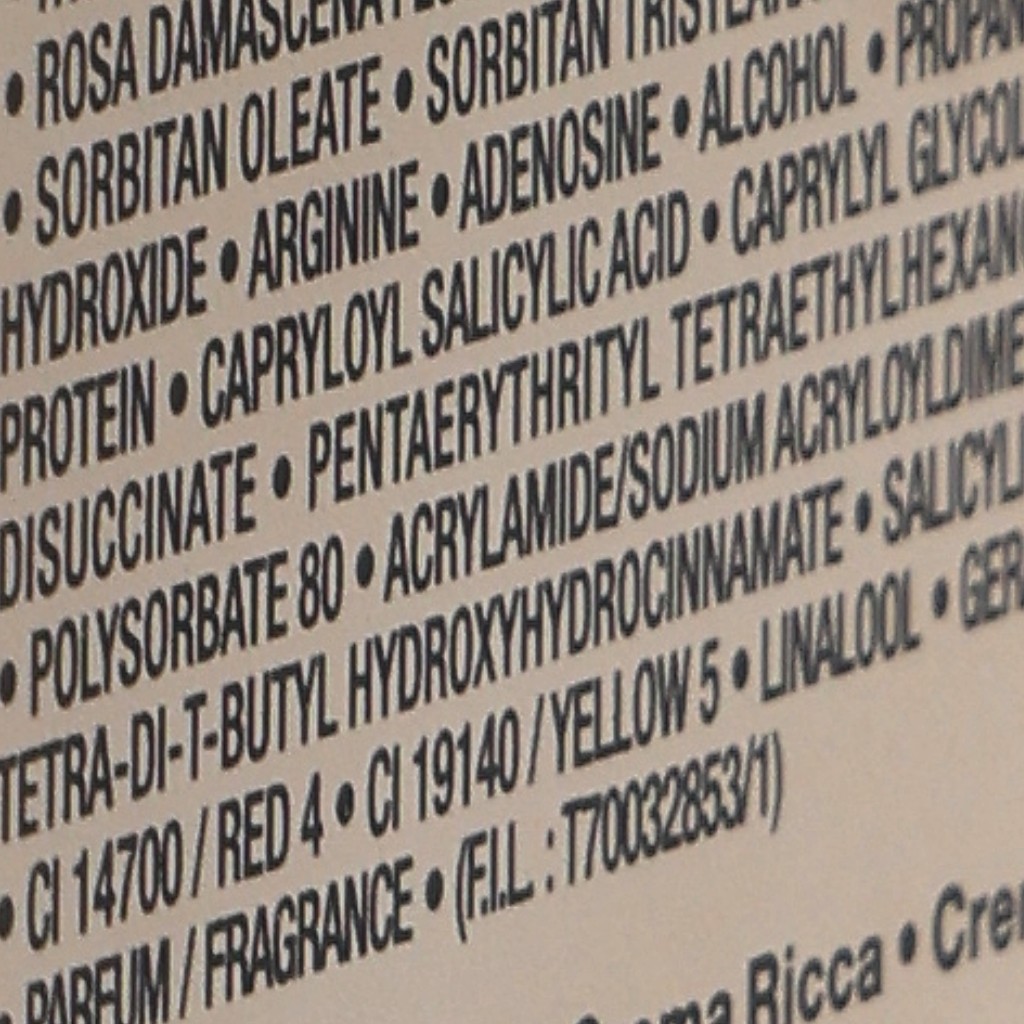 • ROSA DAMASCENA
• SORBITAN OLEATE • SORBITAN
HYDROXIDE • ARGININE • ADENOSINE • ALCOHOL •
PROTEIN • CAPRYLOYL SALICYLIC ACID • CAPRYLYL GLYCOL
DISUCCINATE • PENTAERYTHRITYL TETRAETHYLHEXAN
• POLYSORBATE 80 • ACRYLAMIDE/SODIUM ACRYLOYLDIME
TETRA-DI-T-BUTYL HYDROXYHYDROCINNAMATE • SALICYL
• CI 14700 / RED 4 • CI 19140 / YELLOW 5 • LINALOOL • GER
• PARFUM / FRAGRANCE • (F.I.L. : T70032853/1)
Crema Ricca • Cre